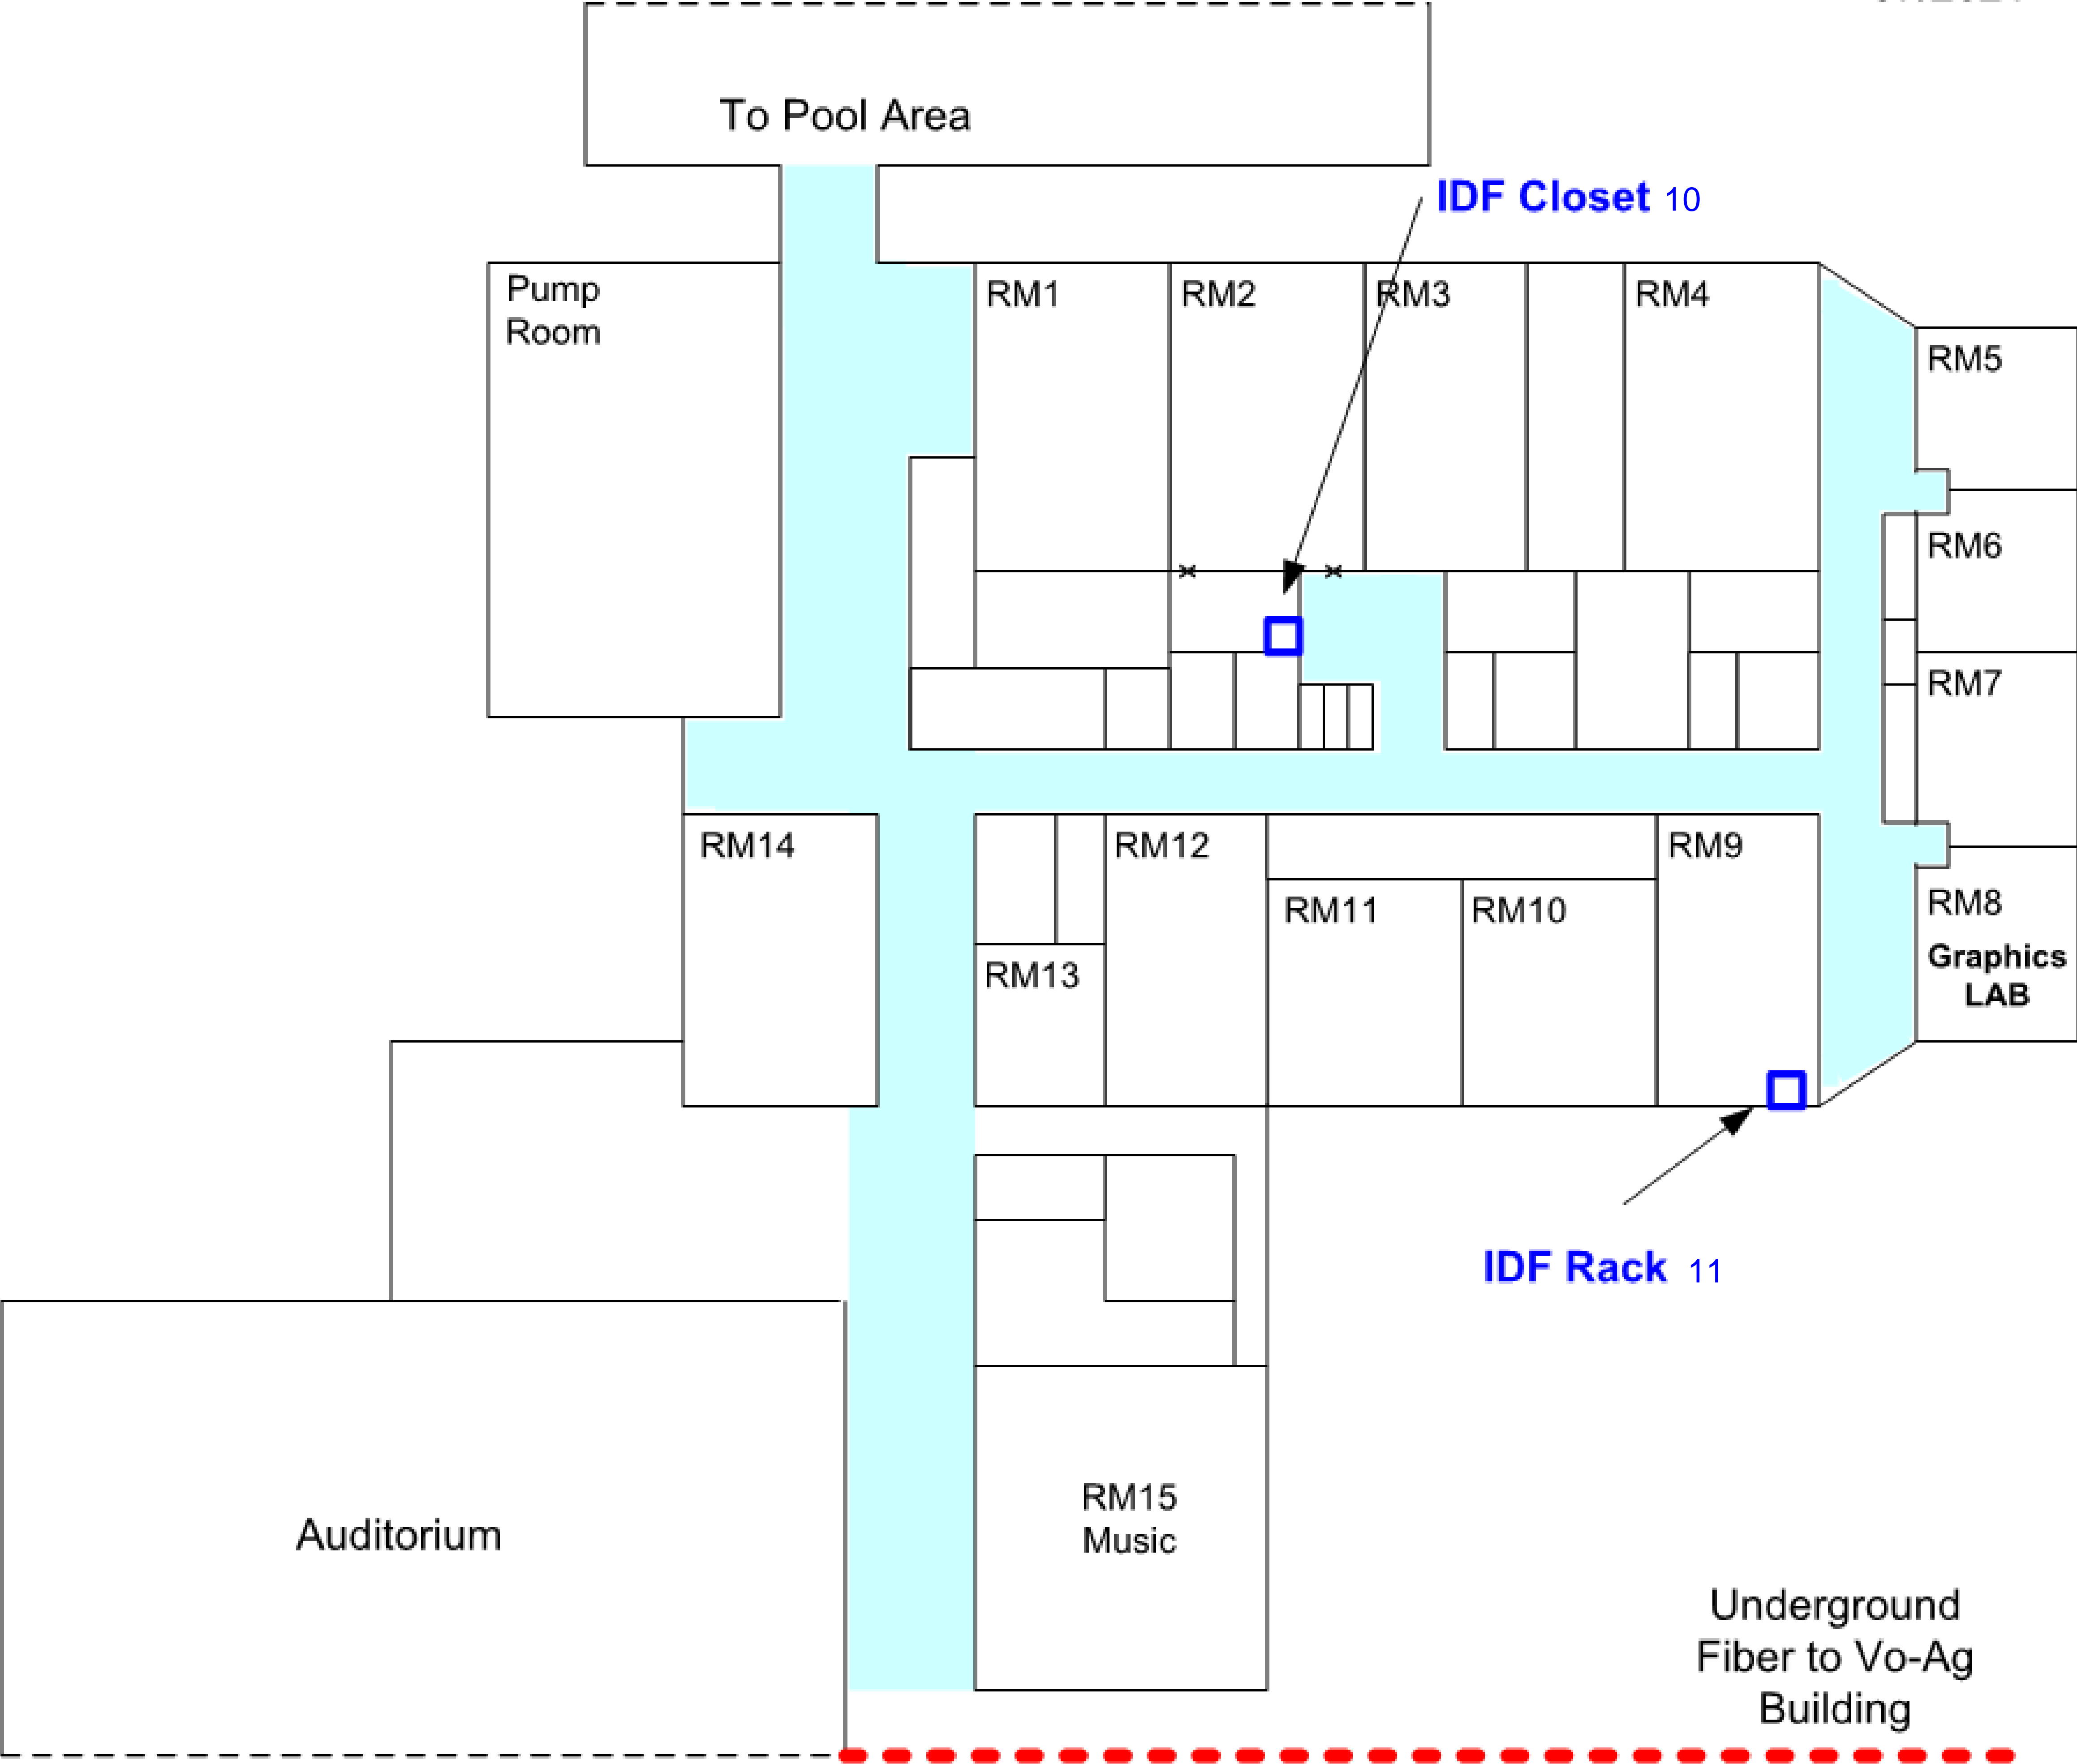 To Pool Area
IDF Closet 10
Pump
Room
RM1
RM2
RM3
RM4
RM5
RM6
RM7
RM14
RM12
RM9
RM8
RM11
RM10
Graphics
LAB
RM13
IDF Rack 11
RM15
Music
Auditorium
Underground
Fiber to Vo-Ag
Building